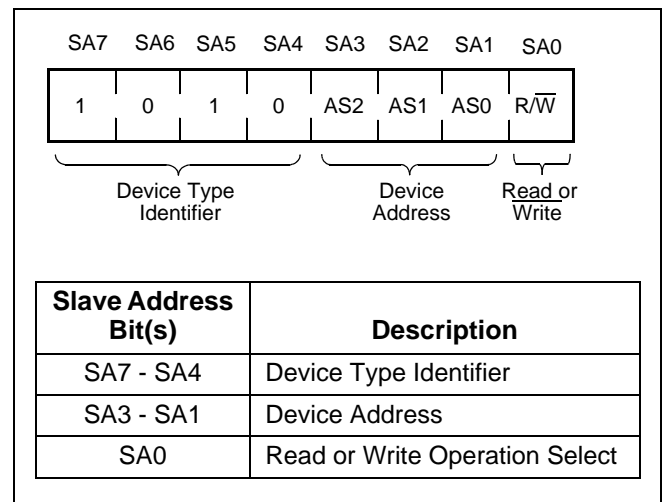 SA7 SA6 SA5 SA4 SA3 SA2 SA1 SA0
1 0 1 0 AS2 AS1 AS0 R/W̅
Device Type Identifier
Device Address
Read or Write
Slave Address Bit(s) Description
SA7 - SA4 Device Type Identifier
SA3 - SA1 Device Address
SA0 Read or Write Operation Select